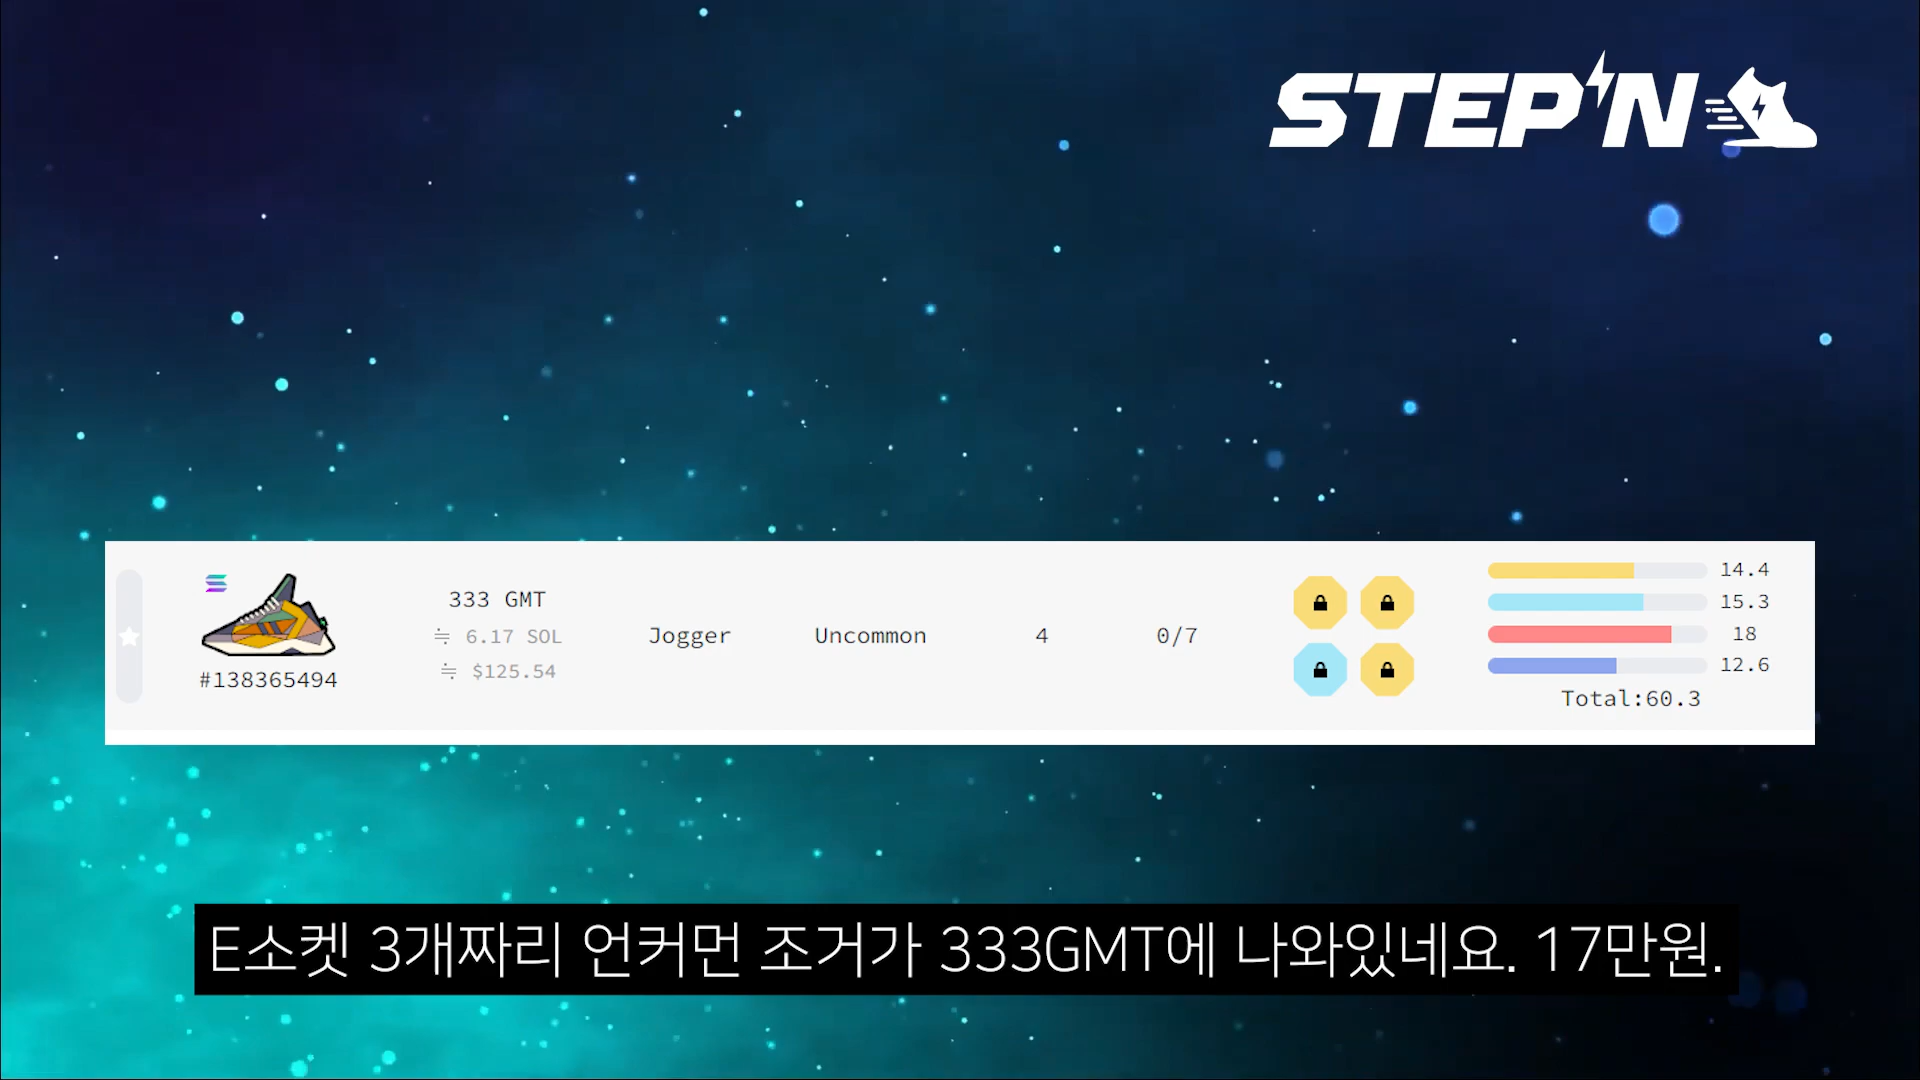 STEP'N
333 GMT
≒ 6.17 SOL
≒ $125.54
#138365494
Jogger
Uncommon
4
0/7
14.4
15.3
18
12.6
Total:60.3
E소켓 3개짜리 언커먼 조거가 333GMT에 나와있네요. 17만원.